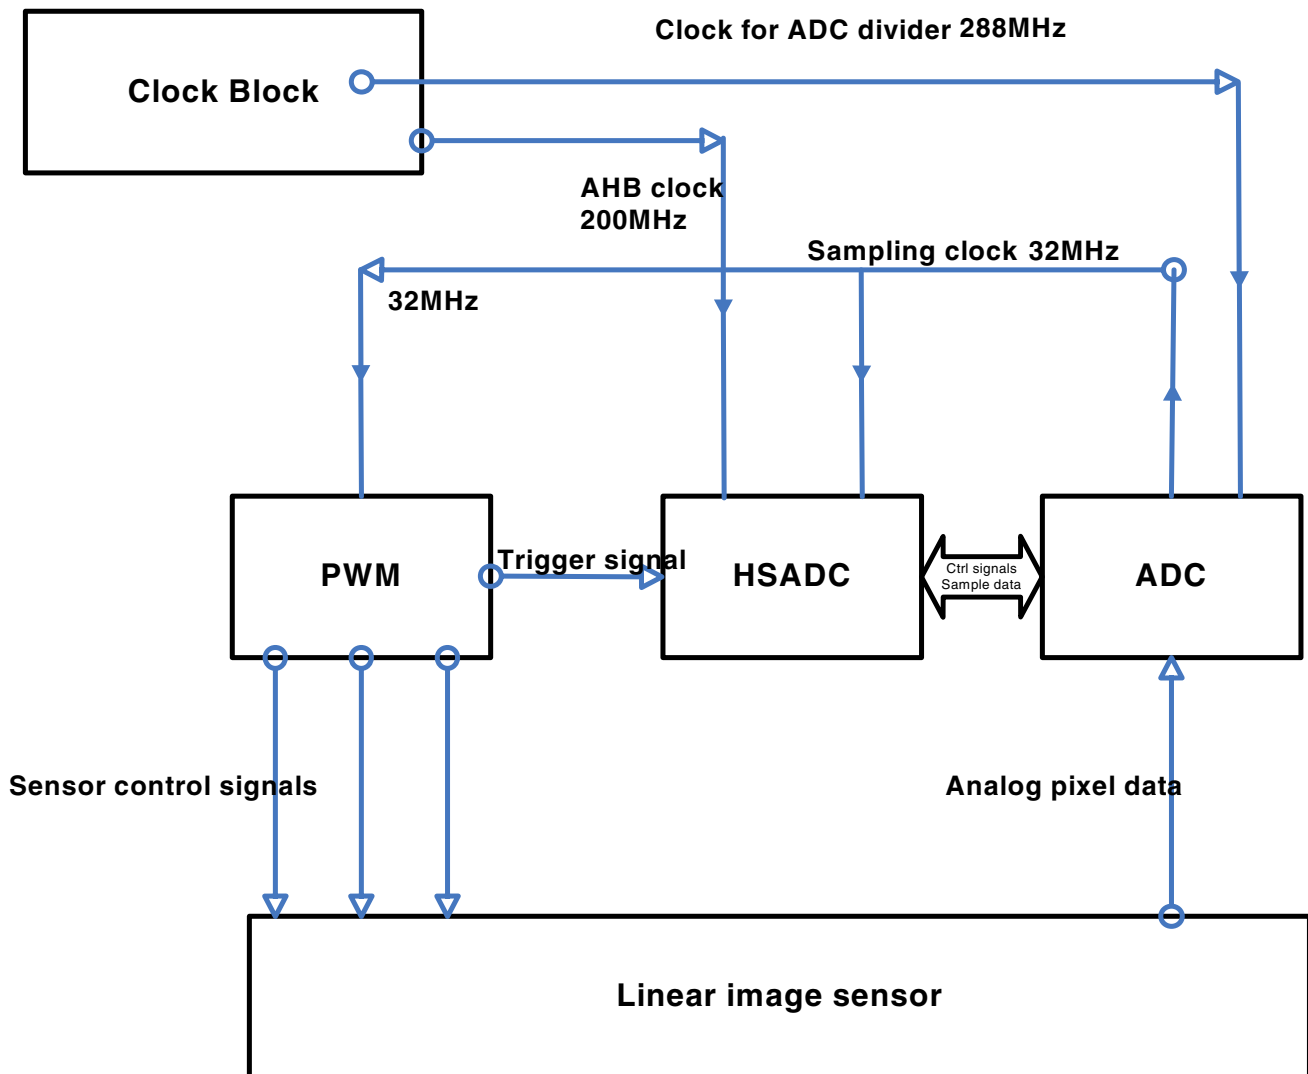 Clock for ADC divider 288MHz
Clock Block
AHB clock
200MHz
Sampling clock 32MHz
32MHz
PWM
Trigger signal
HSADC
Ctrl signals
Sample data
ADC
Sensor control signals
Analog pixel data
Linear image sensor